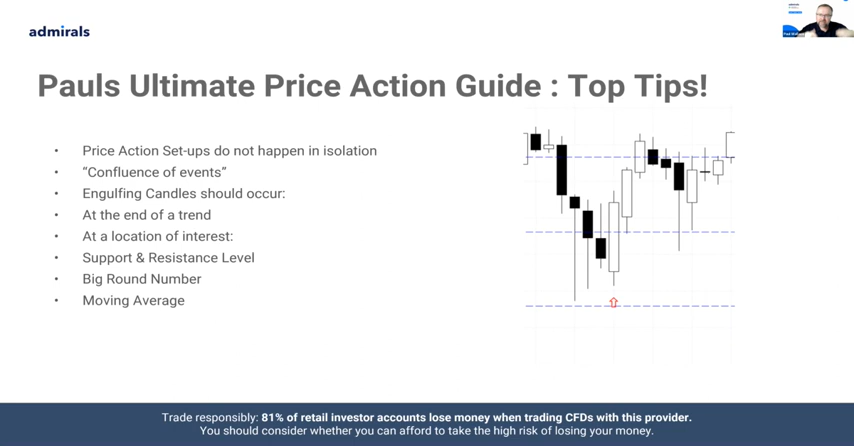 admirals
Pauls Ultimate Price Action Guide : Top Tips!
• Price Action Set-ups do not happen in isolation
• “Confluence of events”
• Engulfing Candles should occur:
• At the end of a trend
• At a location of interest:
• Support & Resistance Level
• Big Round Number
• Moving Average
Trade responsibly: 81% of retail investor accounts lose money when trading CFDs with this provider.
You should consider whether you can afford to take the high risk of losing your money.